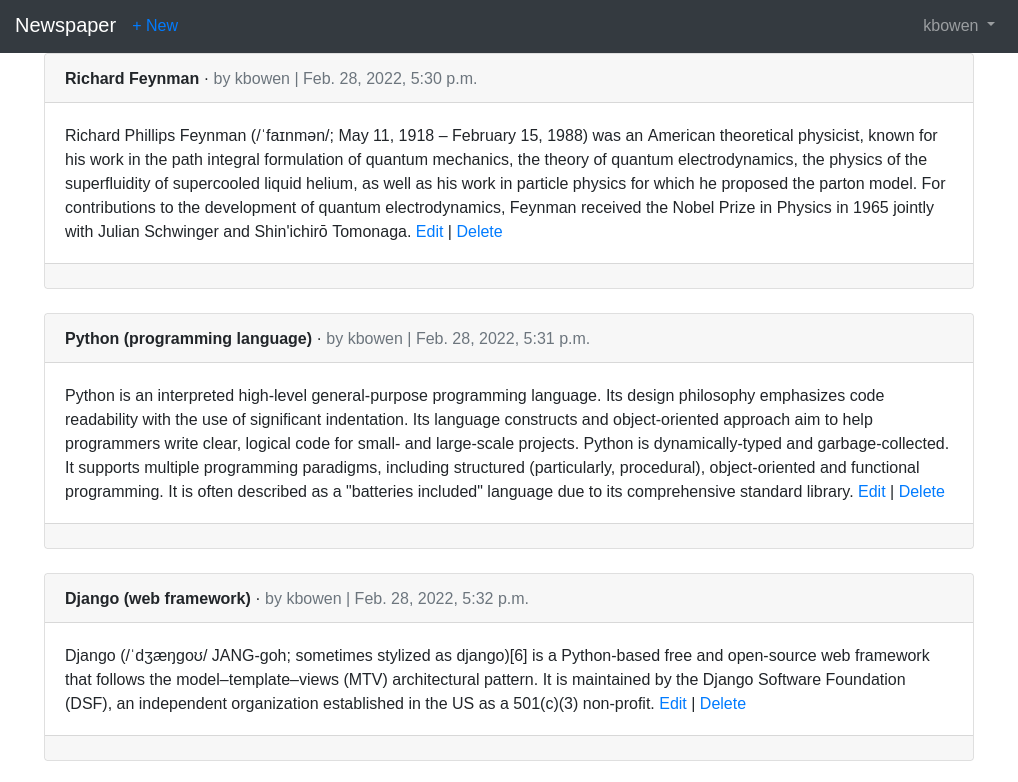 Newspaper + New kbowen
Richard Feynman · by kbowen | Feb. 28, 2022, 5:30 p.m.
Richard Phillips Feynman (/ˈfaɪnmən/; May 11, 1918 – February 15, 1988) was an American theoretical physicist, known for
his work in the path integral formulation of quantum mechanics, the theory of quantum electrodynamics, the physics of the
superfluidity of supercooled liquid helium, as well as his work in particle physics for which he proposed the parton model. For
contributions to the development of quantum electrodynamics, Feynman received the Nobel Prize in Physics in 1965 jointly
with Julian Schwinger and Shin'ichirō Tomonaga. Edit | Delete
Python (programming language) · by kbowen | Feb. 28, 2022, 5:31 p.m.
Python is an interpreted high-level general-purpose programming language. Its design philosophy emphasizes code
readability with the use of significant indentation. Its language constructs and object-oriented approach aim to help
programmers write clear, logical code for small- and large-scale projects. Python is dynamically-typed and garbage-collected.
It supports multiple programming paradigms, including structured (particularly, procedural), object-oriented and functional
programming. It is often described as a "batteries included" language due to its comprehensive standard library. Edit | Delete
Django (web framework) · by kbowen | Feb. 28, 2022, 5:32 p.m.
Django (/ˈdʒæŋɡoʊ/ JANG-goh; sometimes stylized as django)[6] is a Python-based free and open-source web framework
that follows the model–template–views (MTV) architectural pattern. It is maintained by the Django Software Foundation
(DSF), an independent organization established in the US as a 501(c)(3) non-profit. Edit | Delete